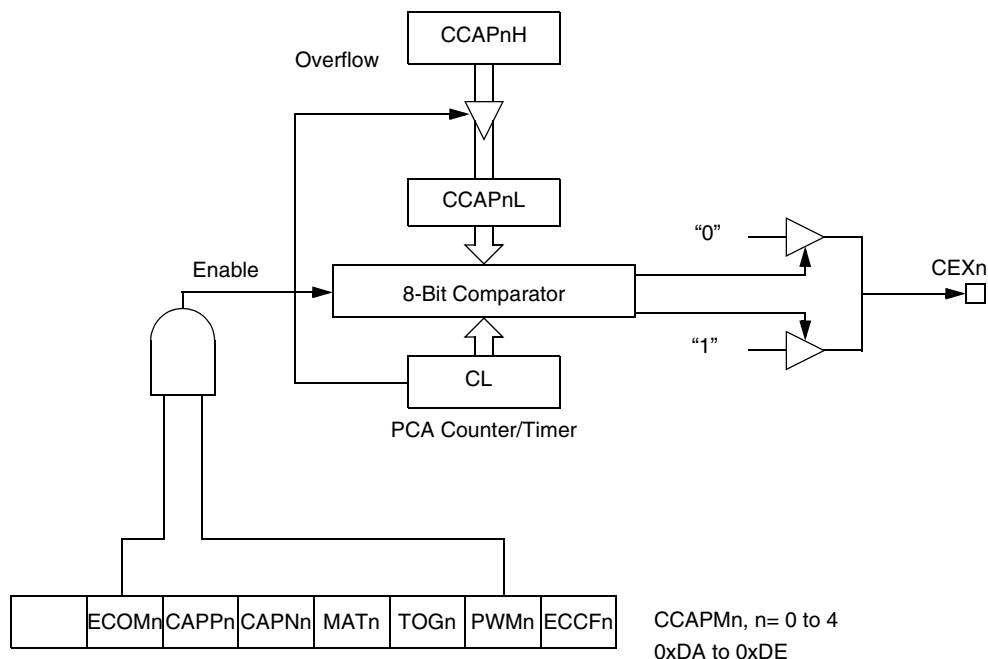 CCAPnH
Overflow
CCAPnL
“0”
Enable
8-Bit Comparator
CEXn
“1”
CL
PCA Counter/Timer
ECOMn CAPPn CAPNn MATn TOGn PWMn ECCFn
CCAPMn, n= 0 to 4
0xDA to 0xDE